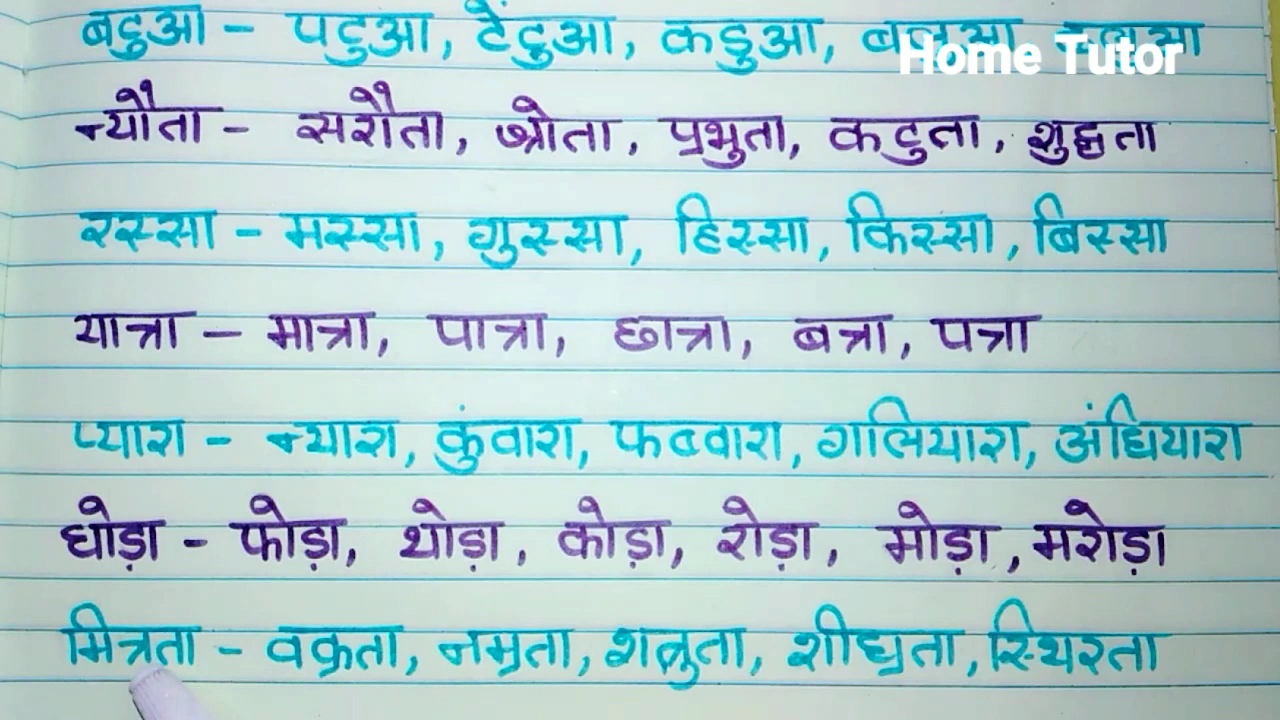 बटुआ - पटुआ, टेंटुआ, कड़ुआ,
Home Tutor
न्यौता - सरौता, श्रोता, प्रभुता, कटुता, शुद्धता
रस्सा - मस्सा, गुस्सा, हिस्सा, किस्सा, बिस्सा
यात्रा - मात्रा, पात्रा, छात्रा, बत्रा, पत्रा
प्यारा - न्यारा, कुंवारा, फव्वारा, गलियारा, अंधियारा
घोड़ा - फोड़ा, थोड़ा, कोड़ा, रोड़ा, मोड़ा, मरोड़ा
मित्रता - वक्रता, नम्रता, शत्रुता, शीघ्रता, स्थिरता